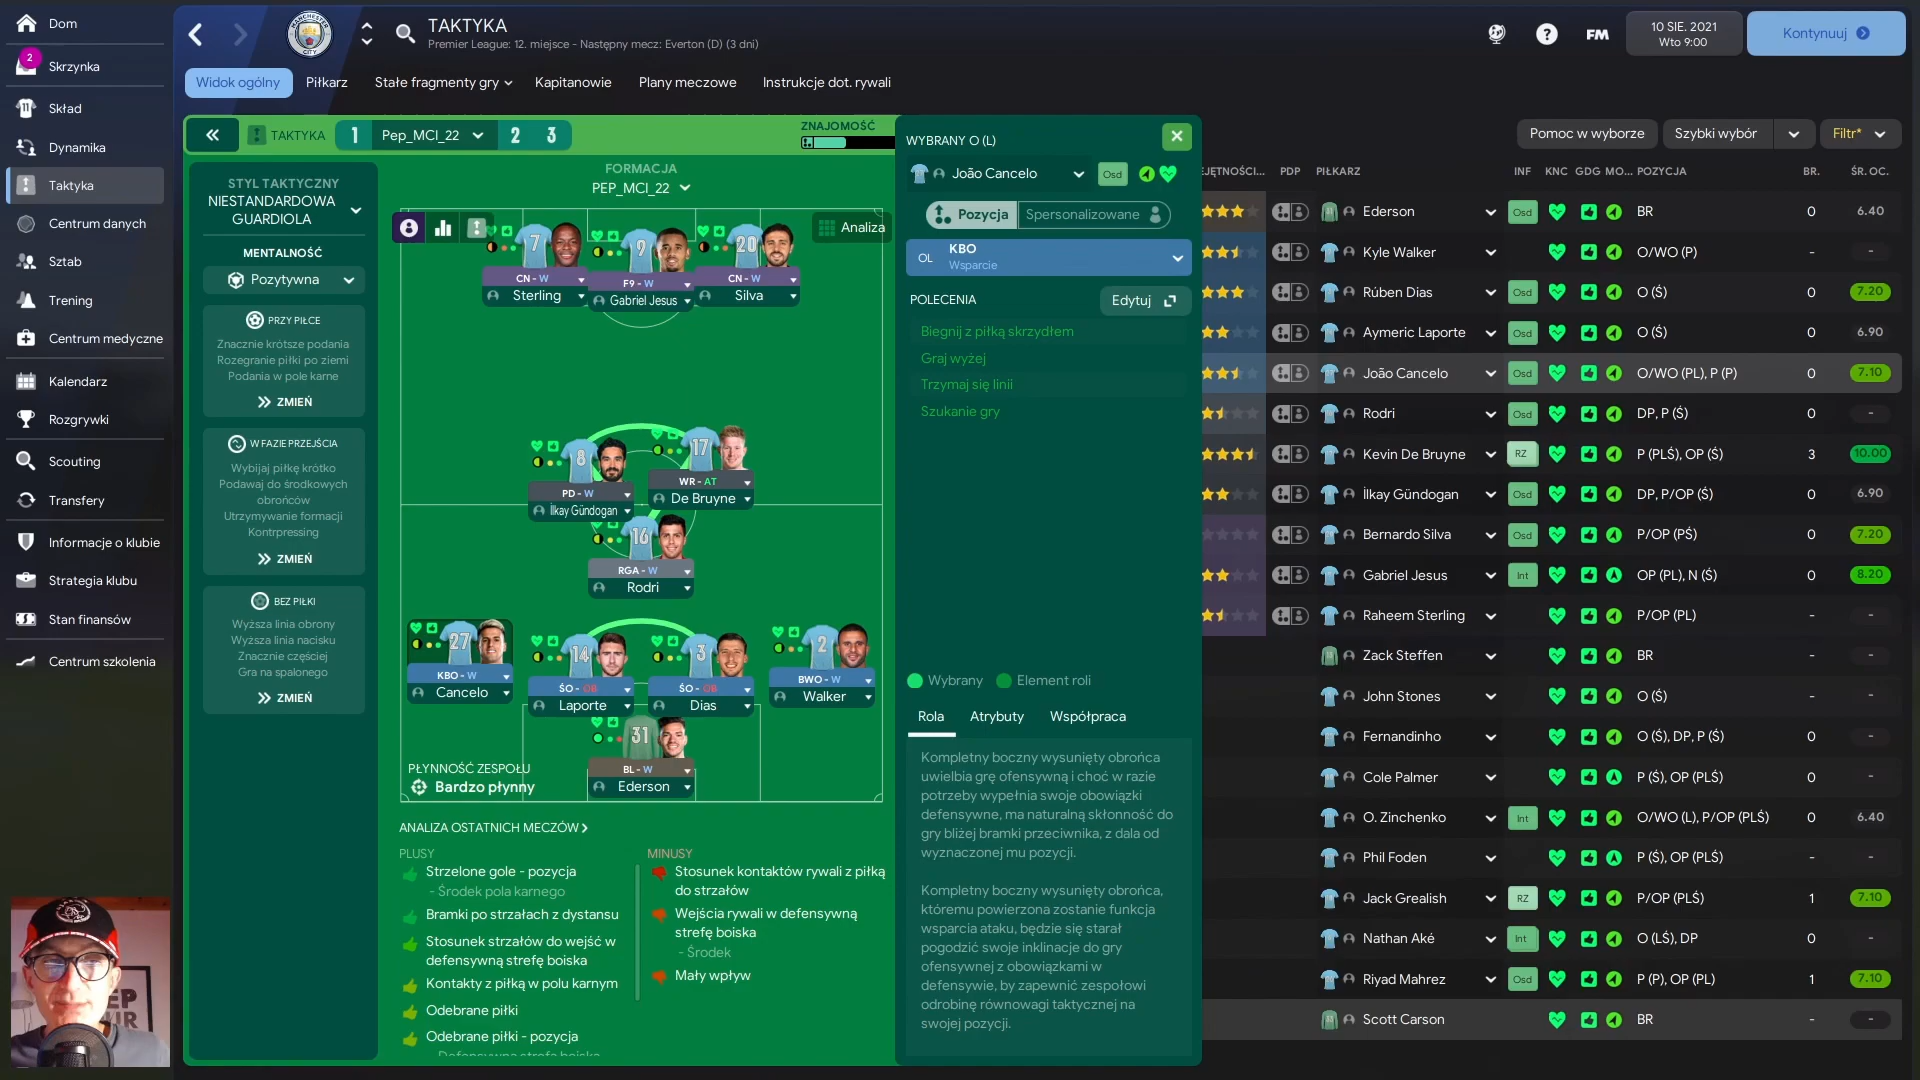 Dom
2
Skrzynka
Skład
Dynamika
Taktyka
Centrum danych
Sztab
Trening
Centrum medyczne
Kalendarz
Rozgrywki
Scouting
Transfery
Informacje o klubie
Strategia klubu
Stan finansów
Centrum szkolenia
TAKTYKA
Premier League: 12. miejsce - Następny mecz: Everton (D) (3 dni)
FM
10 SIE. 2021
Wto 9:00
Kontynuuj
Widok ogólny
Piłkarz
Stałe fragmenty gry
Kapitanowie
Plany meczowe
Instrukcje dot. rywali
TAKTYKA
1
Pep_MCI_22
2
3
ZNAJOMOŚĆ
STYL TAKTYCZNY
NIESTANDARDOWA
GUARDIOLA
MENTALNOŚĆ
Pozytywna
PRZY PIŁCE
Znacznie krótsze podania
Rozegranie piłki po ziemi
Podania w pole karne
ZMIEŃ
W FAZIE PRZEJŚCIA
Wybijaj piłkę krótko
Podawaj do środkowych
obrońców
Utrzymywanie formacji
Kontrpressing
ZMIEŃ
BEZ PIŁKI
Wyższa linia obrony
Wyższa linia nacisku
Znacznie częściej
Gra na spalonego
ZMIEŃ
FORMACJA
PEP_MCI_22
Analiza
7
CN - W
Sterling
9
F9 - W
Gabriel Jesus
20
CN - W
Silva
8
PD - W
İlkay Gündogan
17
WR - AT
De Bruyne
16
RGA - W
Rodri
27
KBO - W
Cancelo
14
ŚO - OB
Laporte
3
ŚO - OB
Dias
2
BWO - W
Walker
31
BL - W
Ederson
PŁYNNOŚĆ ZESPOŁU
Bardzo płynny
ANALIZA OSTATNICH MECZÓW
PLUSY
Strzelone gole - pozycja
- Środek pola karnego
Bramki po strzałach z dystansu
Stosunek strzałów do wejść w
defensywną strefę boiska
Kontakty z piłką w polu karnym
Odebrane piłki
Odebrane piłki - pozycja
- Defensywna strefa boiska
MINUSY
Stosunek kontaktów rywali z piłką
do strzałów
Wejścia rywali w defensywną
strefę boiska
- Środek
Mały wpływ
WYBRANY O (L)
João Cancelo
Osd
Pozycja
Spersonalizowane
OL
KBO
Wsparcie
POLECENIA
Edytuj
Biegnij z piłką skrzydłem
Graj wyżej
Trzymaj się linii
Szukanie gry
Wybrany
Element roli
Rola
Atrybuty
Współpraca
Kompletny boczny wysunięty obrońca
uwielbia grę ofensywną i choć w razie
potrzeby wypełnia swoje obowiązki
defensywne, ma naturalną skłonność do
gry bliżej bramki przeciwnika, z dala od
wyznaczonej mu pozycji.
Kompletny boczny wysunięty obrońca,
któremu powierzona zostanie funkcja
wsparcia ataku, będzie się starał
pogodzić swoje inklinacje do gry
ofensywnej z obowiązkami w
defensywie, by zapewnić zespołowi
odrobinę równowagi taktycznej na
swojej pozycji.
Pomoc w wyborze
Szybki wybór
Filtr*
EJĘTNOŚCI... PDP PIŁKARZ INF KNC GDG MO... POZYCJA BR. ŚR. OC.
Ederson Osd BR 0 6.40
Kyle Walker O/WO (P) 0 -
Rúben Dias Osd O (Ś) 0 7.20
Aymeric Laporte Osd O (Ś) 0 6.90
João Cancelo Osd O/WO (PL), P (P) 0 7.10
Rodri Osd DP, P (Ś) 0 -
Kevin De Bruyne RZ P (PLŚ), OP (Ś) 3 10.00
İlkay Gündogan Osd DP, P/OP (Ś) 0 6.90
Bernardo Silva Osd P/OP (PŚ) 0 7.20
Gabriel Jesus Int OP (PL), N (Ś) 0 8.20
Raheem Sterling P/OP (PL) - -
Zack Steffen BR - -
John Stones O (Ś) - -
Fernandinho O (Ś), DP, P (Ś) 0 -
Cole Palmer P (Ś), OP (PLŚ) 0 -
O. Zinchenko Int O/WO (L), P/OP (PLŚ) 0 6.40
Phil Foden P (Ś), OP (PLŚ) - -
Jack Grealish RZ P/OP (PLŚ) 1 7.10
Nathan Aké Int O (LŚ), DP 0 -
Riyad Mahrez Osd P (P), OP (PL) 1 7.10
Scott Carson BR - -